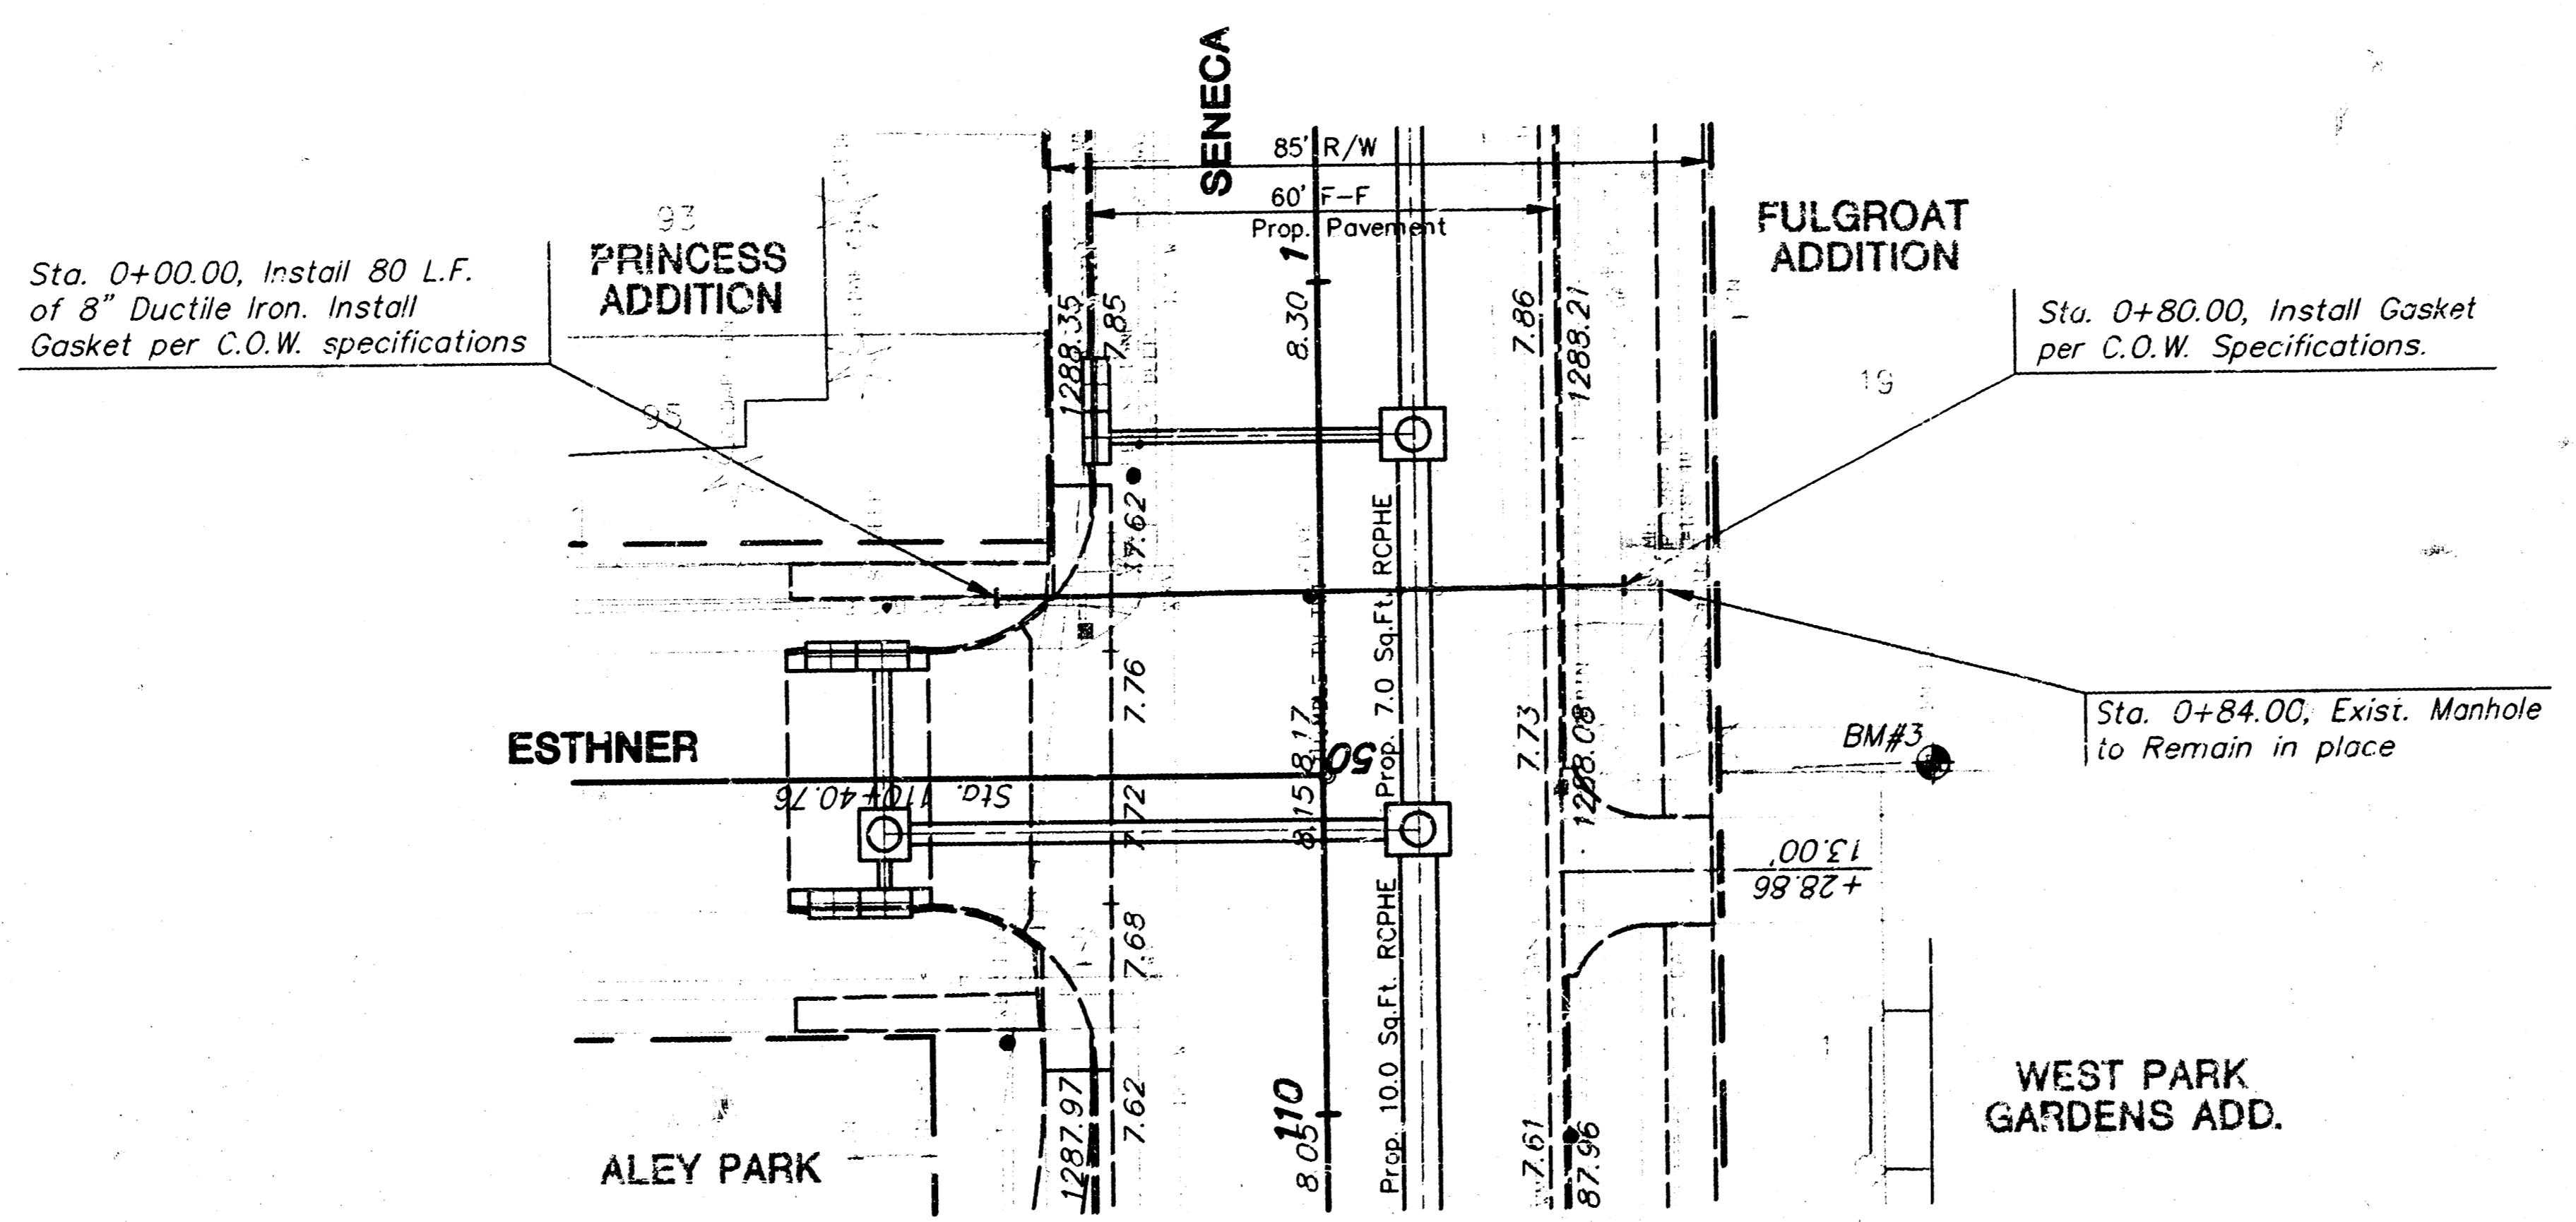 SENECA
85' R/W
60' F-F
Prop. Pavement
93
PRINCESS
ADDITION
FULGROAT
ADDITION
Sta. 0+00.00, Install 80 L.F.
of 8" Ductile Iron. Install
Gasket per C.O.W. specifications
Sta. 0+80.00, Install Gasket
per C.O.W. Specifications.
95
19
1288.35
7.85
8.30
1
7.86
1288.21
7.62
Prop. 7.0 Sq.Ft. RCPHE
7.76
8.17
50
7.73
1288.08
Sta. 0+84.00, Exist. Manhole
to Remain in place
BM#3
ESTHNER
Sta. 110+40.76
7.72
8.15
+28.86
13.00'
7.68
Prop. 10.0 Sq.Ft. RCPHE
1
110
8.05
1287.97
7.62
7.61
87.96
WEST PARK
GARDENS ADD.
ALEY PARK